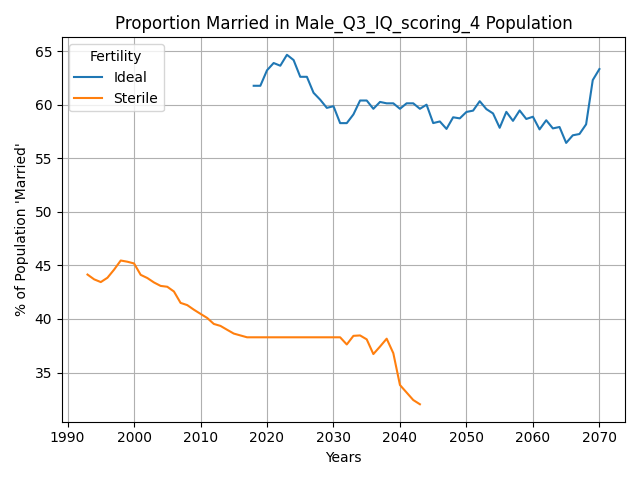 Proportion Married in Male_Q3_IQ_scoring_4 Population
Fertility
Ideal
Sterile
% of Population 'Married'
65
60
55
50
45
40
35
1990 2000 2010 2020 2030 2040 2050 2060 2070
Years